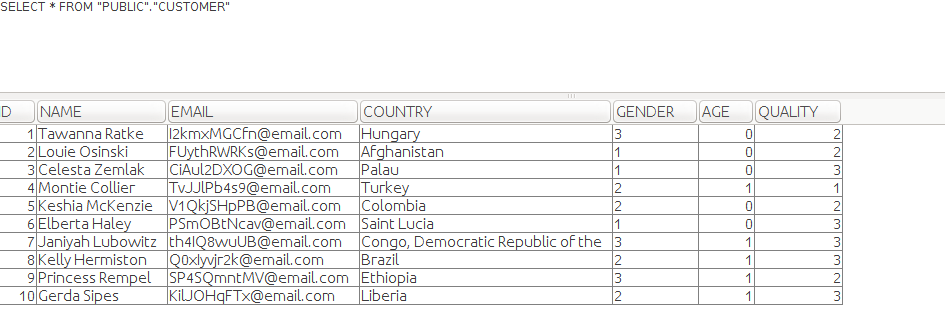 SELECT * FROM "PUBLIC"."CUSTOMER"
ID NAME EMAIL COUNTRY GENDER AGE QUALITY
1 Tawanna Ratke I2kmxMGCfn@email.com Hungary 3 0 2
2 Louie Osinski FUythRWRKs@email.com Afghanistan 1 0 2
3 Celesta Zemlak CiAul2DXOG@email.com Palau 1 0 3
4 Montie Collier TvJJlPb4s9@email.com Turkey 2 1 1
5 Keshia McKenzie V1QkjSHpPB@email.com Colombia 2 0 2
6 Elberta Haley PSmOBtNcav@email.com Saint Lucia 1 0 3
7 Janiyah Lubowitz th4IQ8wuUB@email.com Congo, Democratic Republic of the 3 1 3
8 Kelly Hermiston Q0xIyvjr2k@email.com Brazil 2 1 3
9 Princess Rempel SP4SQmntMV@email.com Ethiopia 3 1 2
10 Gerda Sipes KilJOHqFTx@email.com Liberia 2 1 3